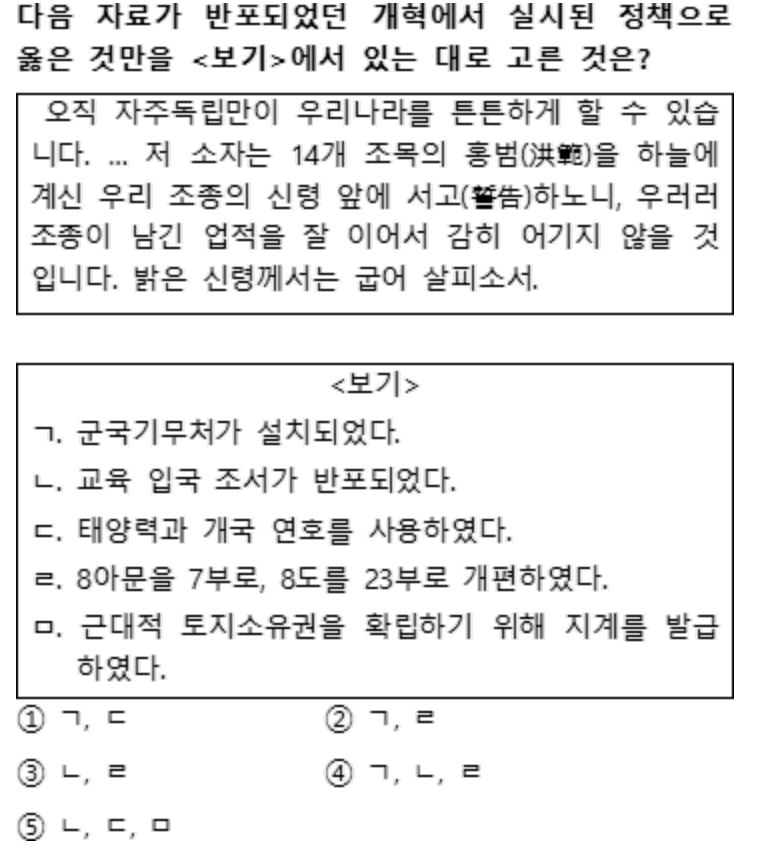 다음 자료가 반포되었던 개혁에서 실시된 정책으로
옳은 것만을 <보기>에서 있는 대로 고른 것은?
오직 자주독립만이 우리나라를 튼튼하게 할 수 있습
니다. ... 저 소자는 14개 조목의 홍범(洪範)을 하늘에
계신 우리 조종의 신령 앞에 서고(誓告)하노니, 우러러
조종이 남긴 업적을 잘 이어서 감히 어기지 않을 것
입니다. 밝은 신령께서는 굽어 살피소서.
<보기>
ㄱ. 군국기무처가 설치되었다.
ㄴ. 교육 입국 조서가 반포되었다.
ㄷ. 태양력과 개국 연호를 사용하였다.
ㄹ. 8아문을 7부로, 8도를 23부로 개편하였다.
ㅁ. 근대적 토지소유권을 확립하기 위해 지계를 발급
하였다.
① ㄱ, ㄷ ② ㄱ, ㄹ
③ ㄴ, ㄹ ④ ㄱ, ㄴ, ㄹ
⑤ ㄴ, ㄷ, ㅁ